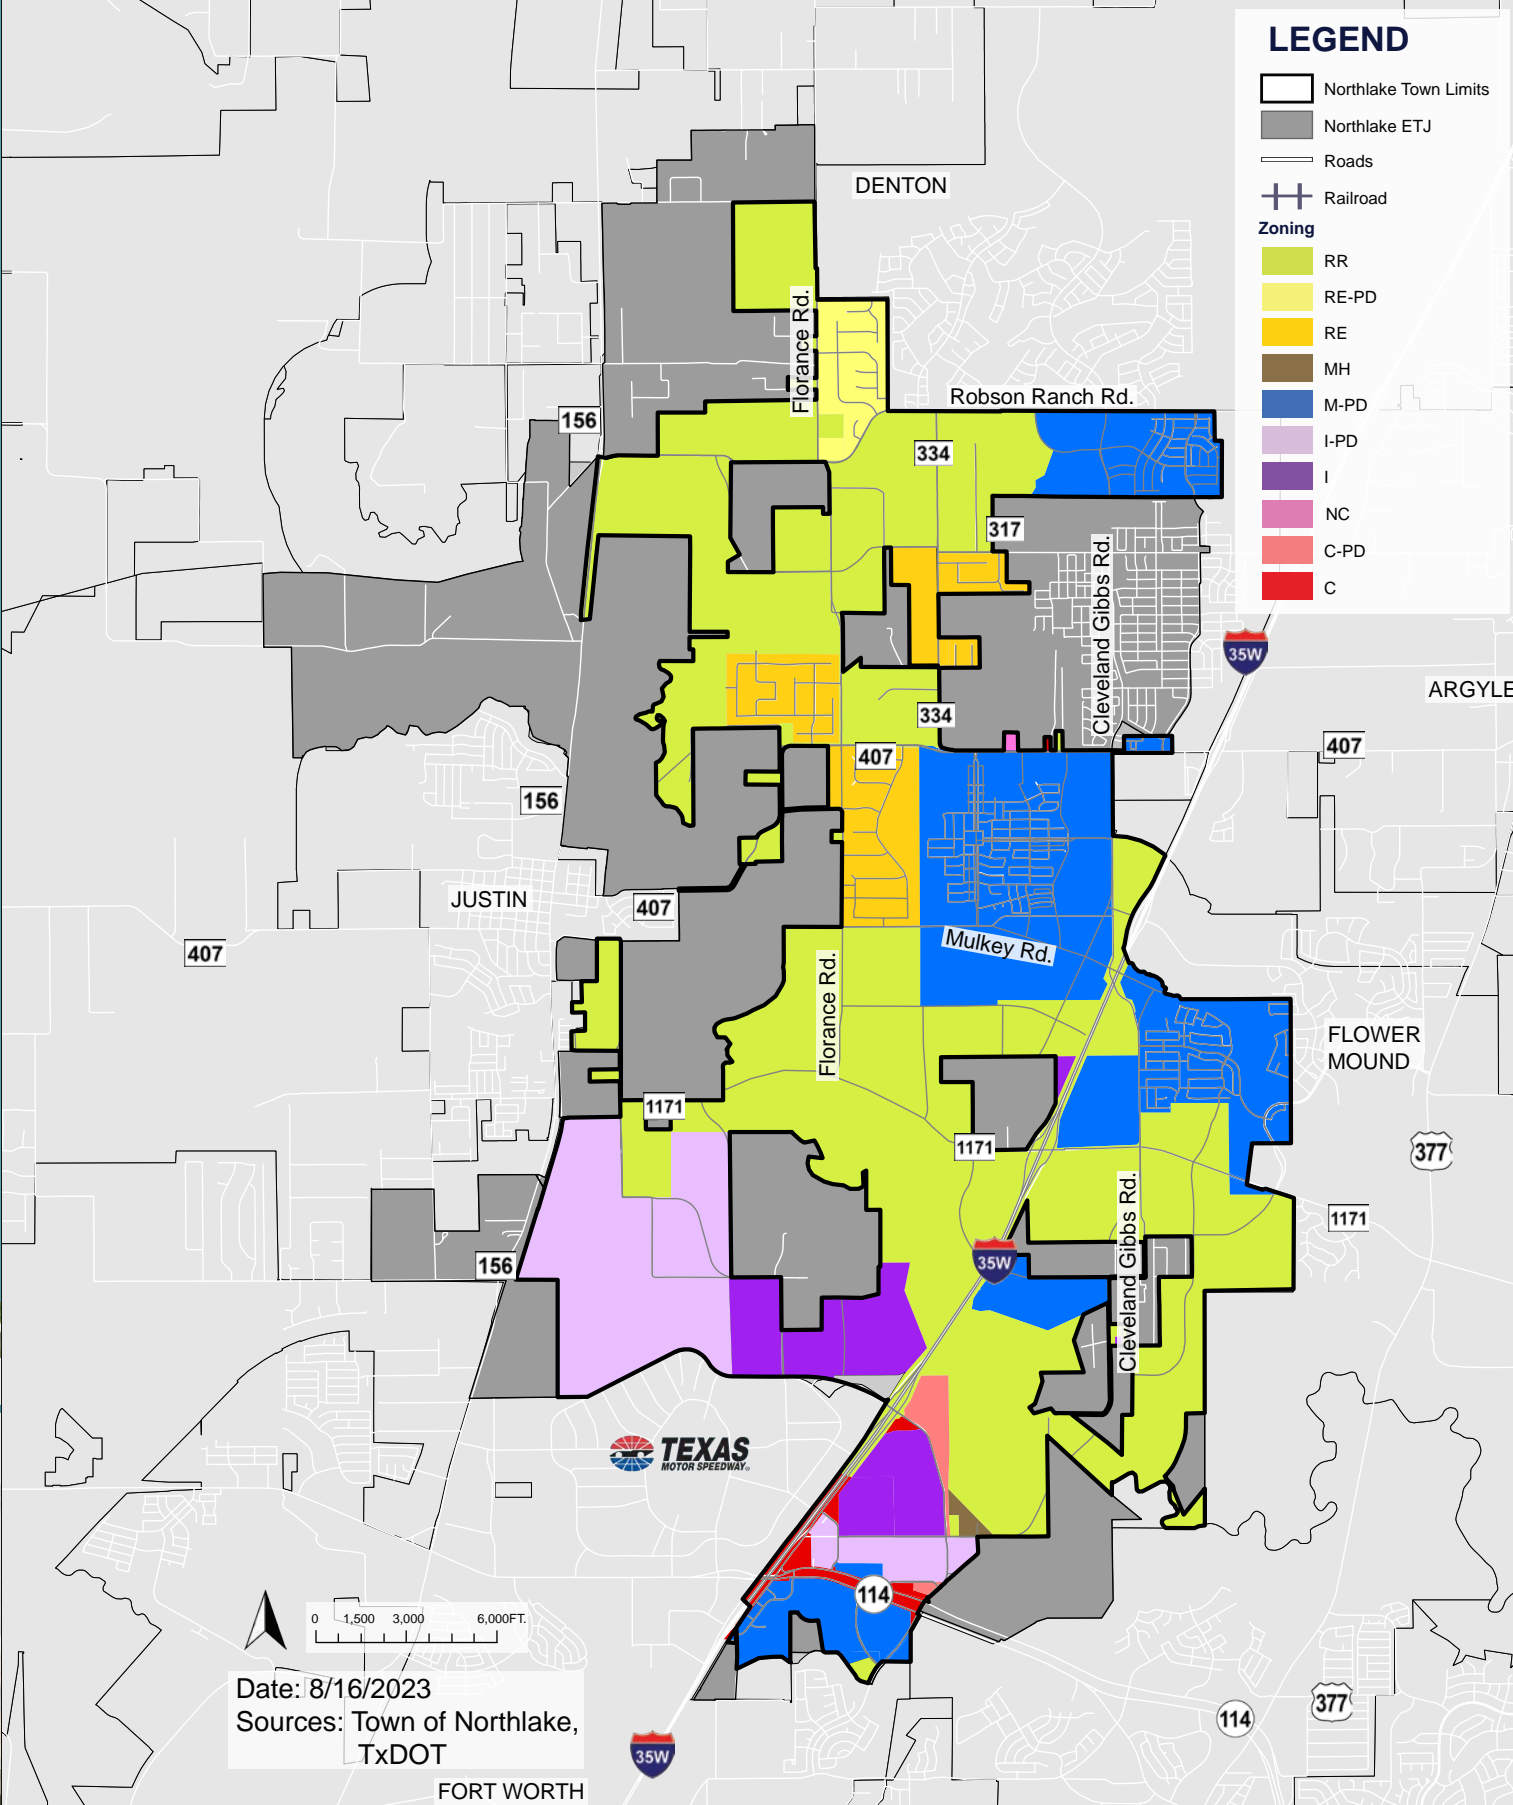 LEGEND
Northlake Town Limits
Northlake ETJ
Roads
Railroad
Zoning
RR
RE-PD
RE
MH
M-PD
I-PD
I
NC
C-PD
C
DENTON
Florance Rd.
Robson Ranch Rd.
156
334
317
Cleveland Gibbs Rd.
35W
ARGYLE
334
407
407
156
JUSTIN
407
407
Mulkey Rd.
Florance Rd.
FLOWER
MOUND
1171
1171
377
Cleveland Gibbs Rd.
1171
156
35W
TEXAS
MOTOR SPEEDWAY
114
0 1,500 3,000 6,000FT.
Date: 8/16/2023
Sources: Town of Northlake,
TxDOT
377
114
35W
FORT WORTH